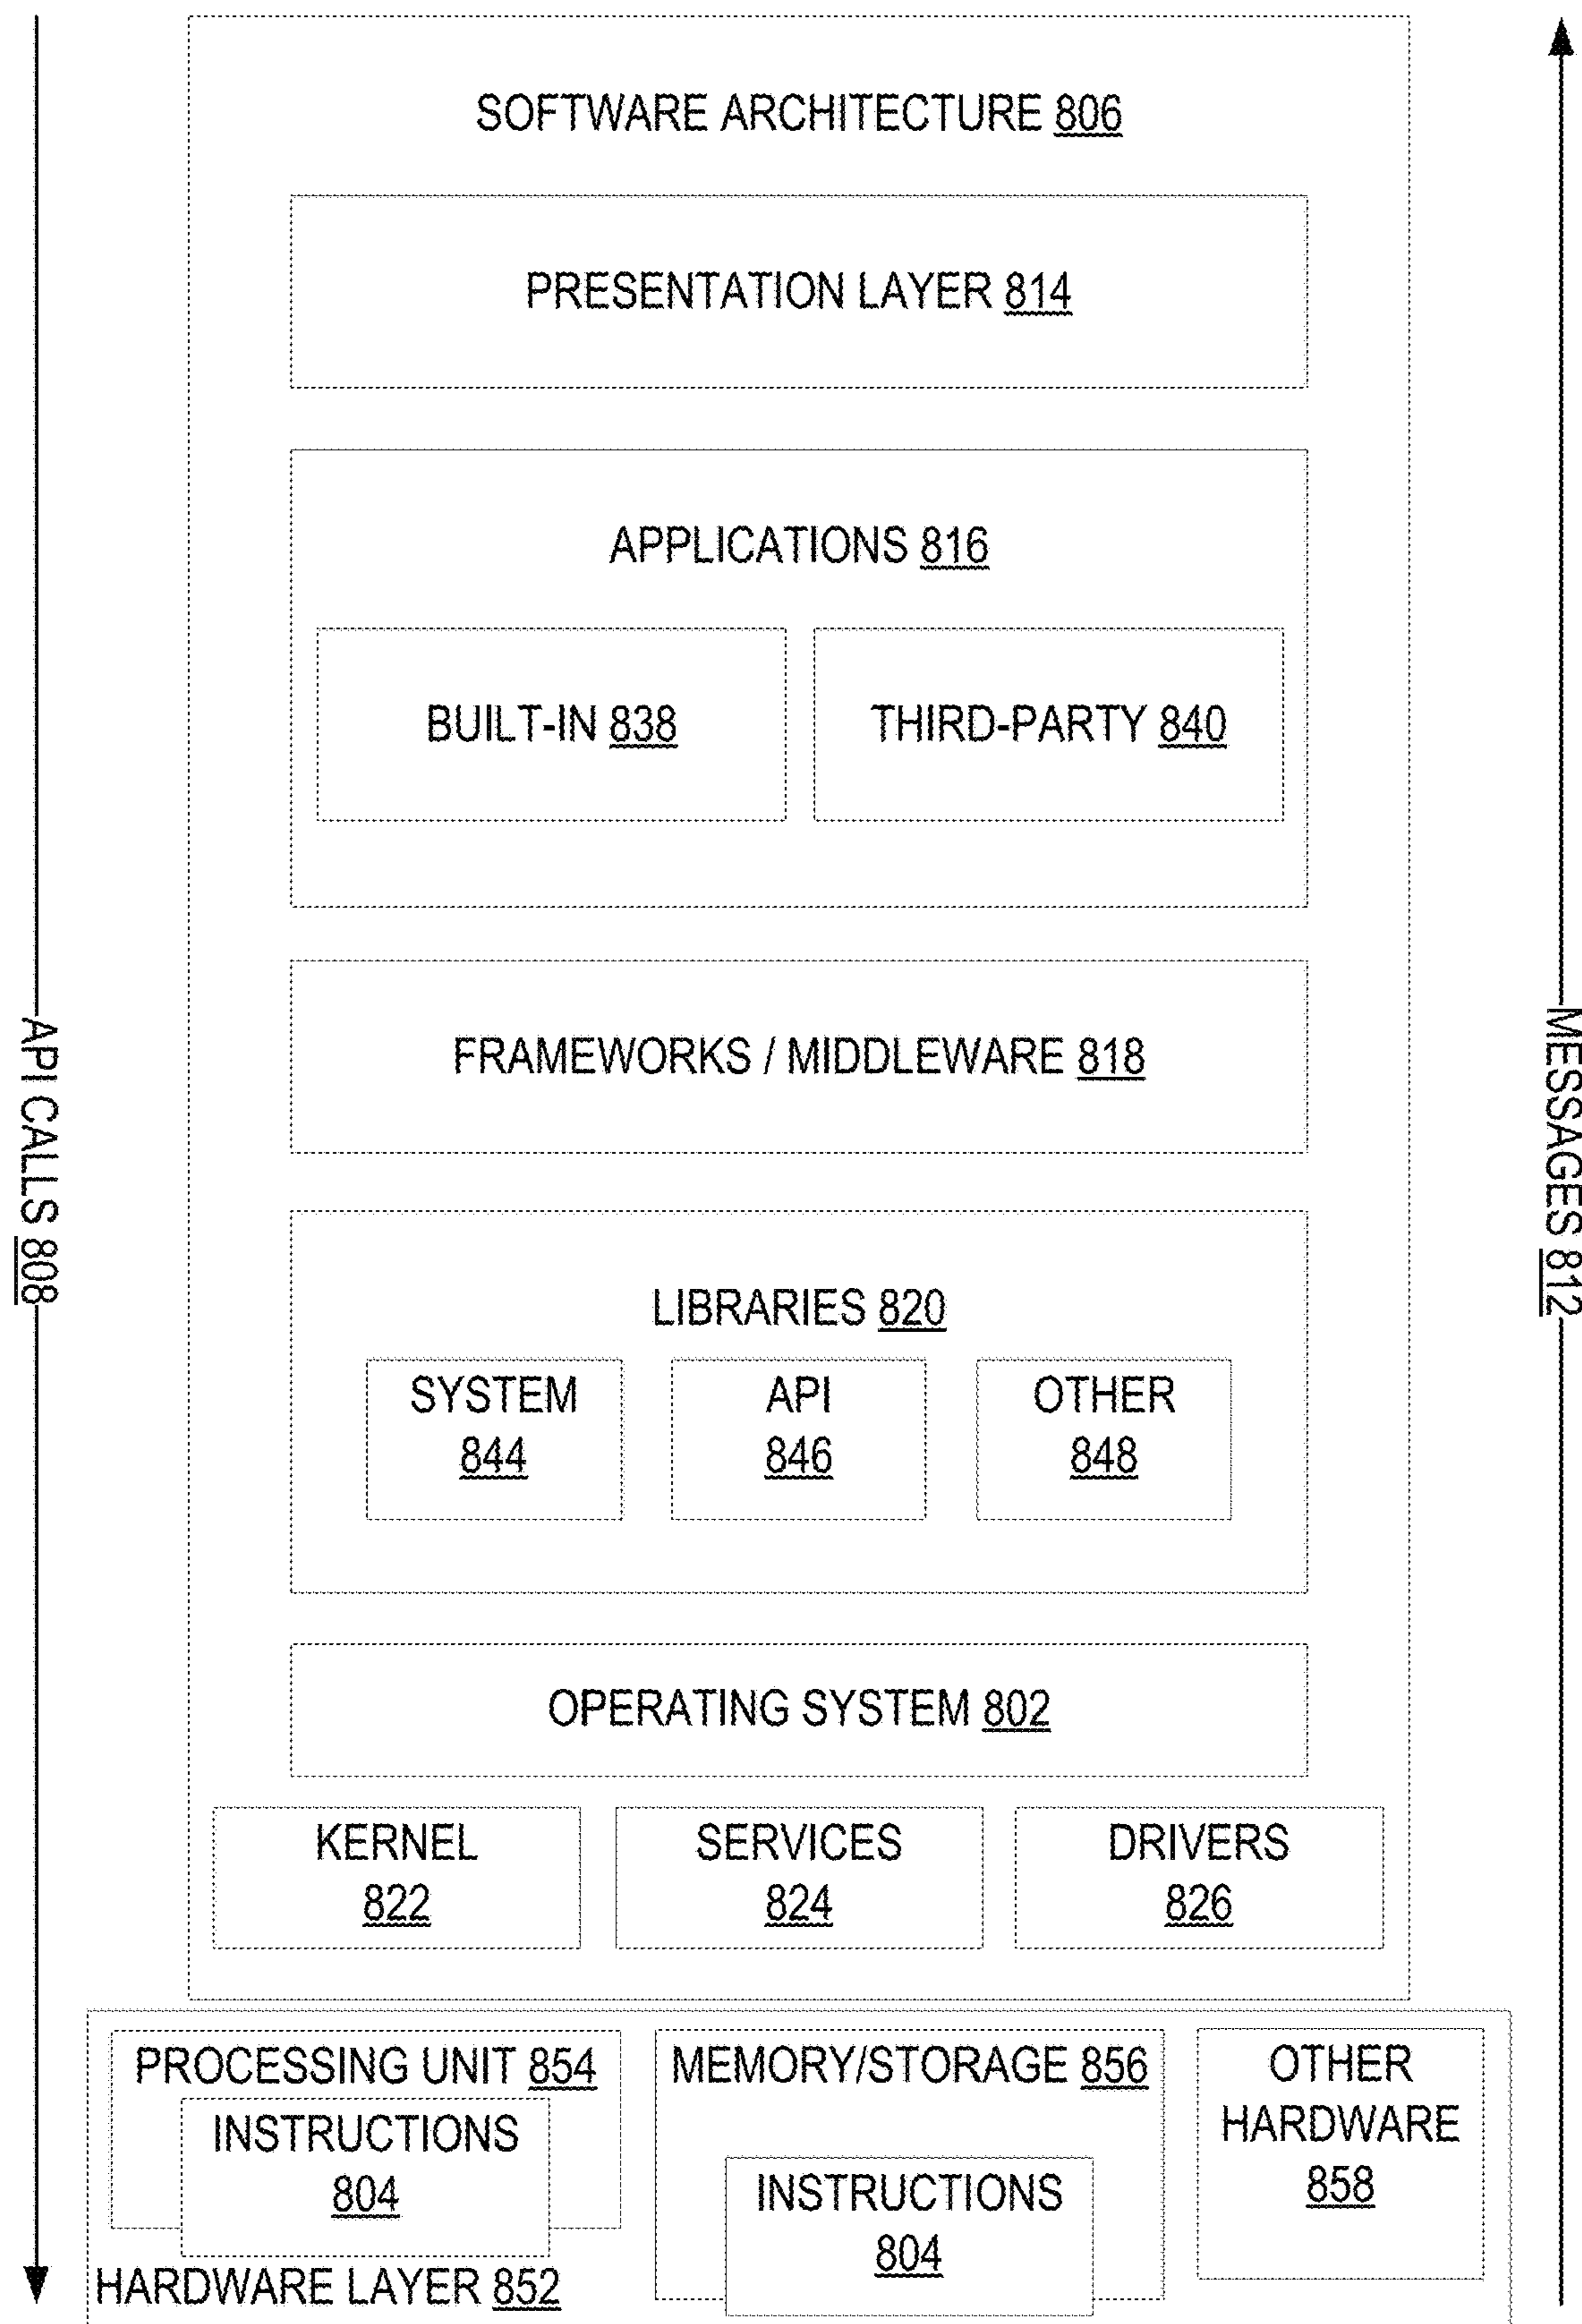 SOFTWARE ARCHITECTURE 806
PRESENTATION LAYER 814
APPLICATIONS 816
BUILT-IN 838
THIRD-PARTY 840
FRAMEWORKS / MIDDLEWARE 818
API CALLS 808
MESSAGES 812
LIBRARIES 820
SYSTEM
844
API
846
OTHER
848
OPERATING SYSTEM 802
KERNEL
822
SERVICES
824
DRIVERS
826
PROCESSING UNIT 854
INSTRUCTIONS
804
MEMORY/STORAGE 856
INSTRUCTIONS
804
OTHER
HARDWARE
858
HARDWARE LAYER 852